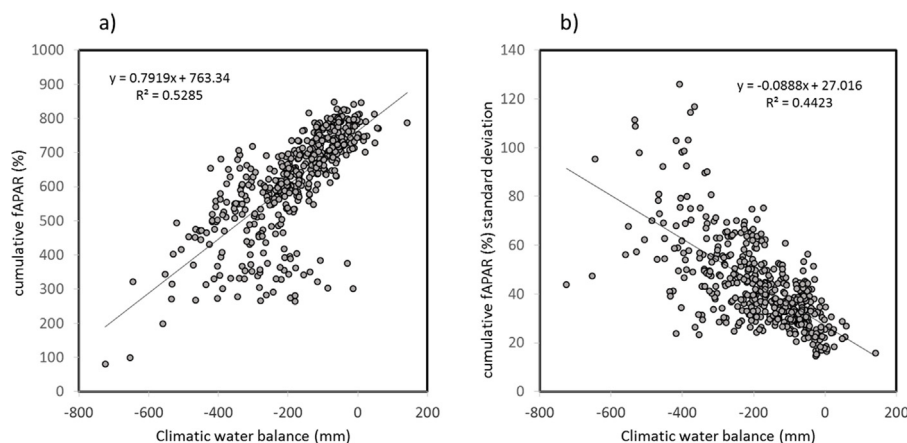 a)
y = 0.7919x + 763.34
R² = 0.5285
cumulative fAPAR (%)
1000
900
800
700
600
500
400
300
200
100
0
-800 -600 -400 -200 0 200
Climatic water balance (mm)
b)
y = -0.0888x + 27.016
R² = 0.4423
cumulative fAPAR (%) standard deviation
140
120
100
80
60
40
20
0
-800 -600 -400 -200 0 200
Climatic water balance (mm)